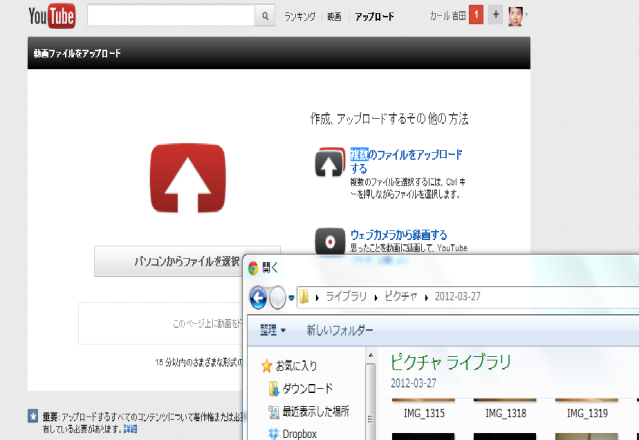 YouTube
ランキング 映画 アップロード
カール吉田 1 +
動画ファイルをアップロード
作成、アップロードするその他の方法
複数のファイルをアップロード
する
複数のファイルを選択するには、Ctrl キ
ーを押しながらファイルを選択します。
ウェブカメラから録画する
思ったことを動画に録画して、YouTube
パソコンからファイルを選択
このページ上に動画をド
15 分以内のさまざまな形式の
重要: アップロードするすべてのコンテンツについて著作権または必
有している必要があります。詳細
開く
ライブラリ ピクチャ 2012-03-27
整理 新しいフォルダー
お気に入り
ダウンロード
最近表示した場所
Dropbox
ピクチャ ライブラリ
2012-03-27
IMG_1315 IMG_1318 IMG_1319